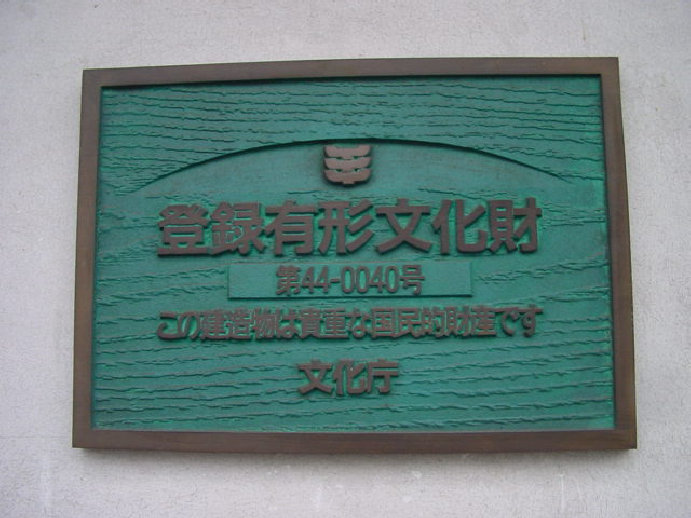 登録有形文化財
第44-0040号
この建造物は貴重な国民的財産です
文化庁